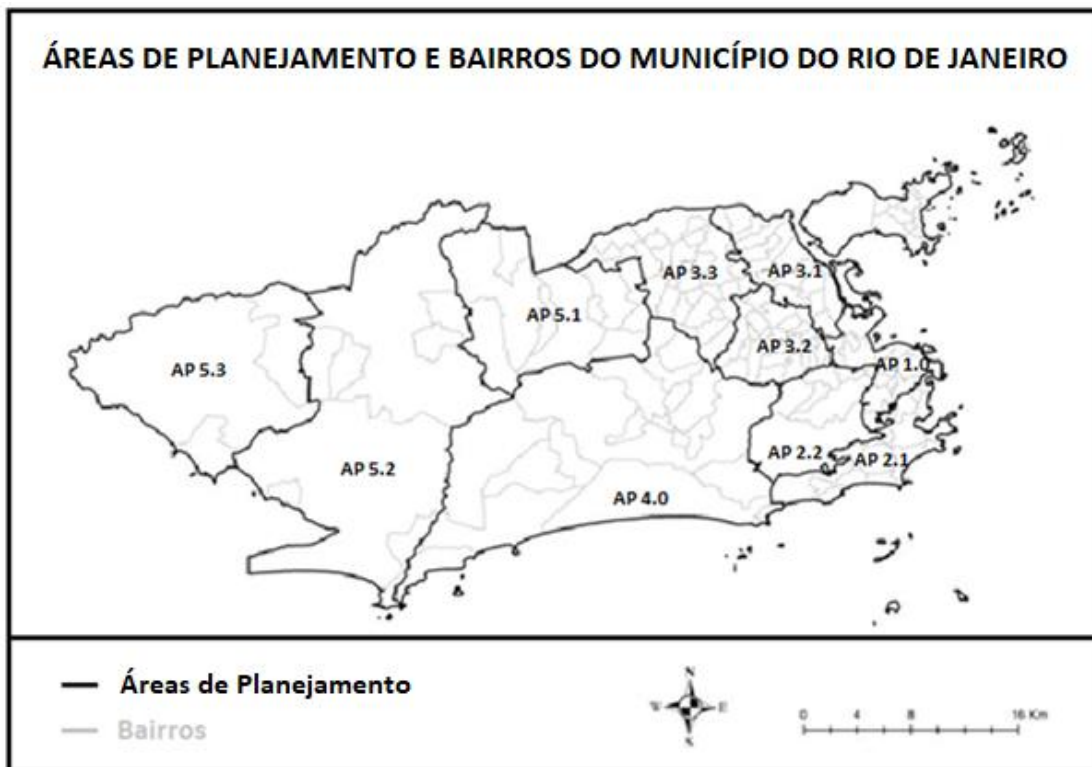 ÁREAS DE PLANEJAMENTO E BAIRROS DO MUNICÍPIO DO RIO DE JANEIRO
AP 3.3
AP 3.1
AP 5.1
AP 3.2
AP 5.3
AP 1.0
AP 2.2
AP 2.1
AP 5.2
AP 4.0
Áreas de Planejamento
Bairros
N
W E
S
0 4 8 16 Km